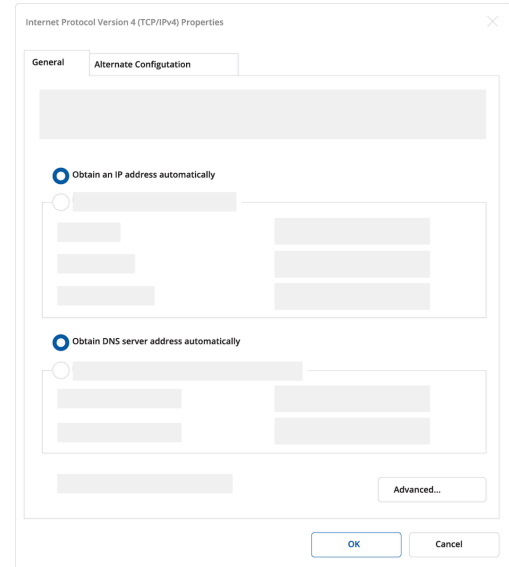 Internet Protocol Version 4 (TCP/IPv4) Properties
General
Alternate Configutation
Obtain an IP address automatically
Obtain DNS server address automatically
Advanced...
OK
Cancel